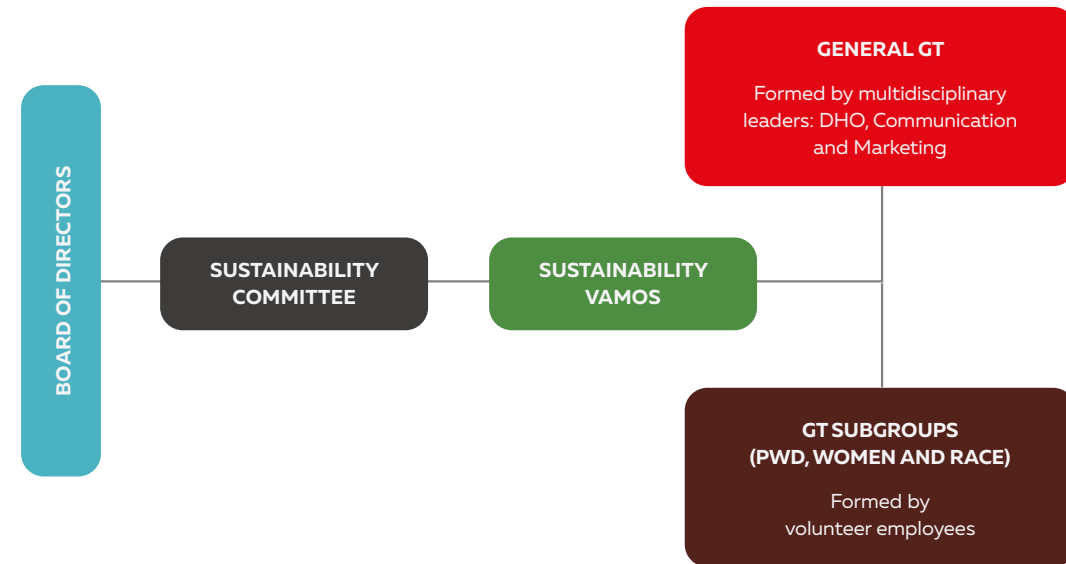 BOARD OF DIRECTORS
SUSTAINABILITY
COMMITTEE
SUSTAINABILITY
VAMOS
GENERAL GT
Formed by multidisciplinary
leaders: DHO, Communication
and Marketing
GT SUBGROUPS
(PWD, WOMEN AND RACE)
Formed by
volunteer employees